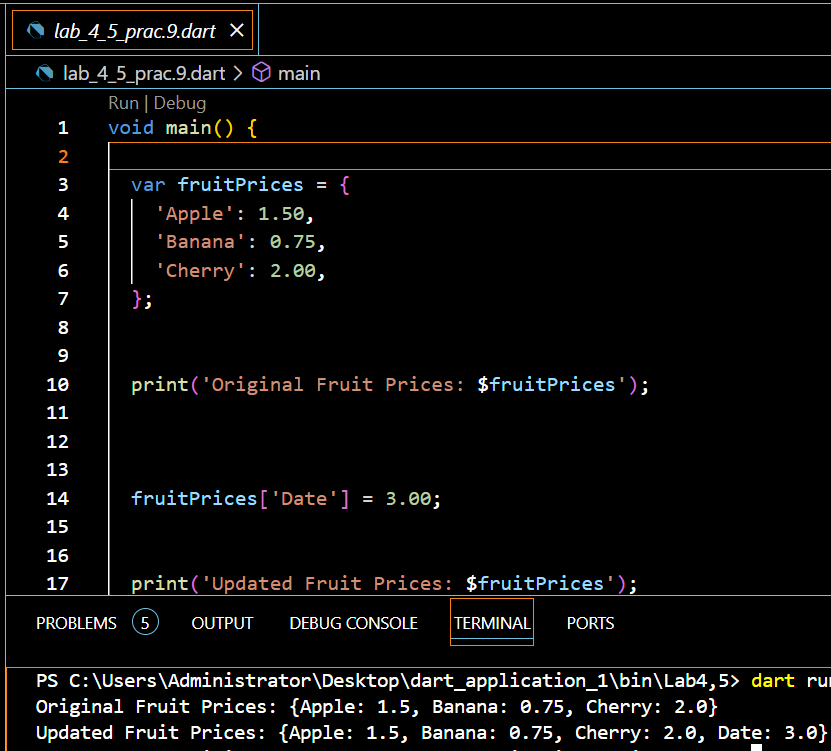 lab_4_5_prac.9.dart ×
lab_4_5_prac.9.dart > main
Run | Debug
1 void main() {
2
3 var fruitPrices = {
4 'Apple': 1.50,
5 'Banana': 0.75,
6 'Cherry': 2.00,
7 };
8
9
10 print('Original Fruit Prices: $fruitPrices');
11
12
13
14 fruitPrices['Date'] = 3.00;
15
16
17 print('Updated Fruit Prices: $fruitPrices');
PROBLEMS 5 OUTPUT DEBUG CONSOLE TERMINAL PORTS
PS C:\Users\Administrator\Desktop\dart_application_1\bin\Lab4,5> dart
Original Fruit Prices: {Apple: 1.5, Banana: 0.75, Cherry: 2.0}
Updated Fruit Prices: {Apple: 1.5, Banana: 0.75, Cherry: 2.0, Date: 3.0}